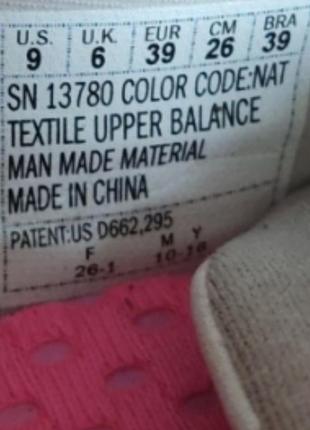 U.S. U.K. EUR CM BRA
9 6 39 26 39
SN 13780 COLOR CODE:NAT
TEXTILE UPPER BALANCE
MAN MADE MATERIAL
MADE IN CHINA
PATENT:US D662,295
F M Y
26-1 10-16